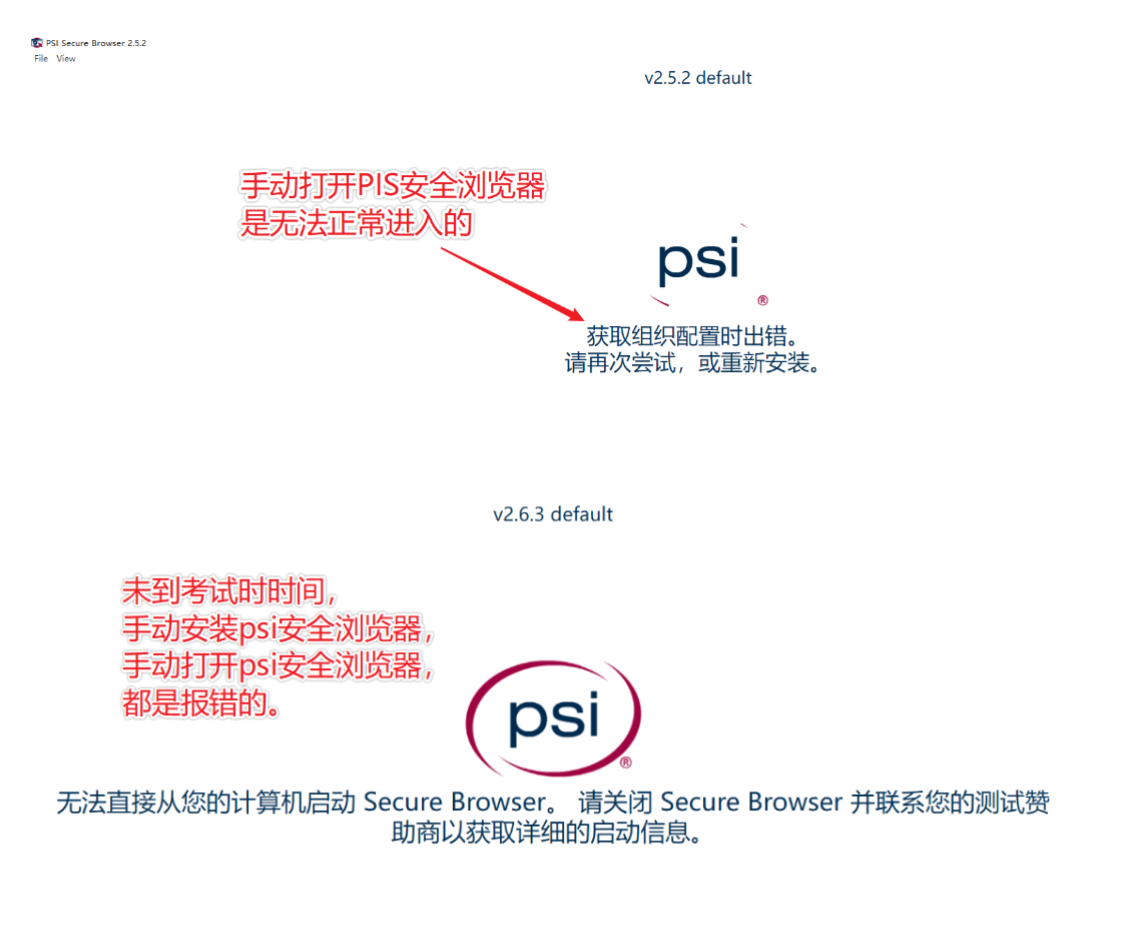 PSI Secure Browser 2.5.2
File View
v2.5.2 default
手动打开PIS安全浏览器
是无法正常进入的
psi
®
获取组织配置时出错。
请再次尝试，或重新安装。
v2.6.3 default
未到考试时时间，
手动安装psi安全浏览器，
手动打开psi安全浏览器，
都是报错的。
psi
®
无法直接从您的计算机启动 Secure Browser。 请关闭 Secure Browser 并联系您的测试赞
助商以获取详细的启动信息。